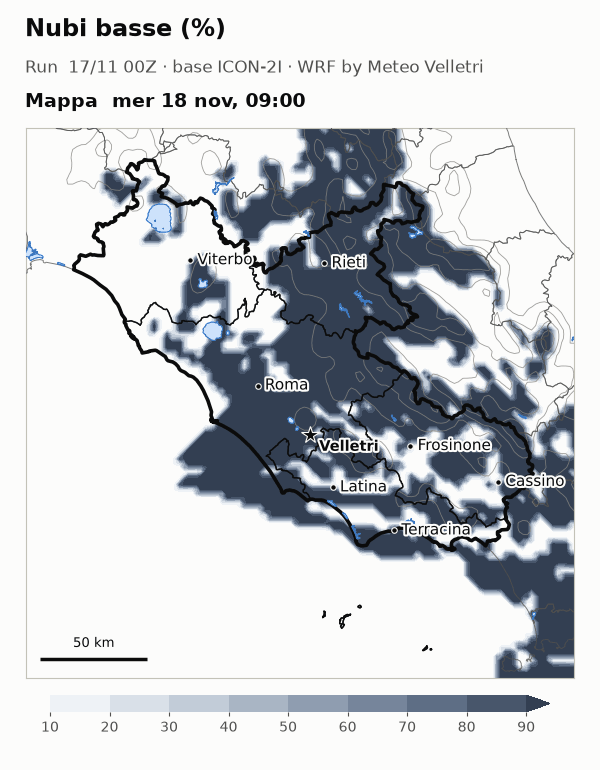 Nubi basse (%)
Run  17/11 00Z · base ICON-2I · WRF by Meteo Velletri
Mappa  mer 18 nov, 09:00
Viterbo
Rieti
Roma
Velletri
Frosinone
Latina
Cassino
Terracina
50 km
10 20 30 40 50 60 70 80 90